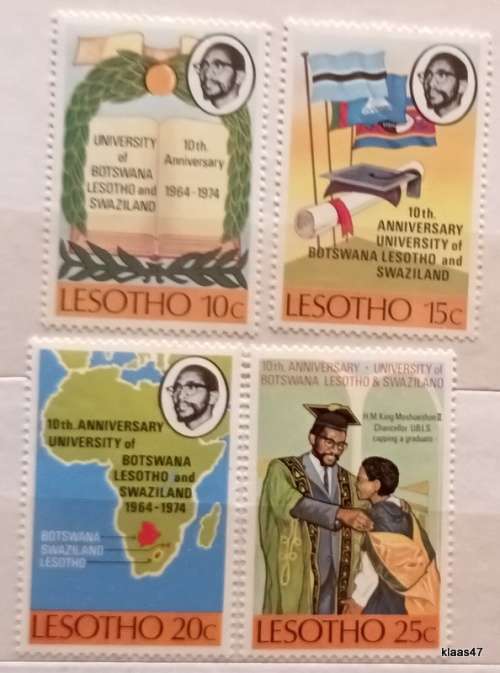 UNIVERSITY
of
BOTSWANA
LESOTHO and
SWAZILAND
10th.
Anniversary
1964-1974
LESOTHO 10c
10th.
ANNIVERSARY
UNIVERSITY of
BOTSWANA LESOTHO and
SWAZILAND
LESOTHO 15c
10th. ANNIVERSARY
UNIVERSITY of
BOTSWANA
LESOTHO and
SWAZILAND
1964-1974
BOTSWANA
SWAZILAND
LESOTHO
LESOTHO 20c
10th. ANNIVERSARY · UNIVERSITY of
BOTSWANA LESOTHO & SWAZILAND
H.M. King Moshoeshoe II
Chancellor U.B.L.S.
capping a graduate
LESOTHO 25c
klaas47